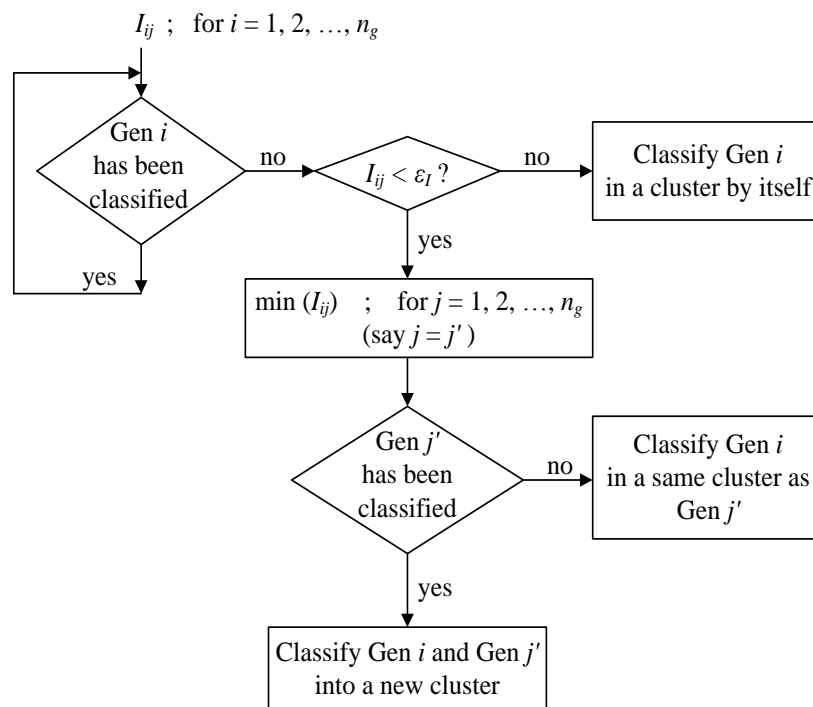 I_ij ; for i = 1, 2, …, n_g
Gen i
has been
classified
no
I_ij < ε_I ?
no
Classify Gen i
in a cluster by itself
yes
yes
min (I_ij) ; for j = 1, 2, …, n_g
(say j = j′ )
Gen j′
has been
classified
no
Classify Gen i
in a same cluster as
Gen j′
yes
Classify Gen i and Gen j′
into a new cluster